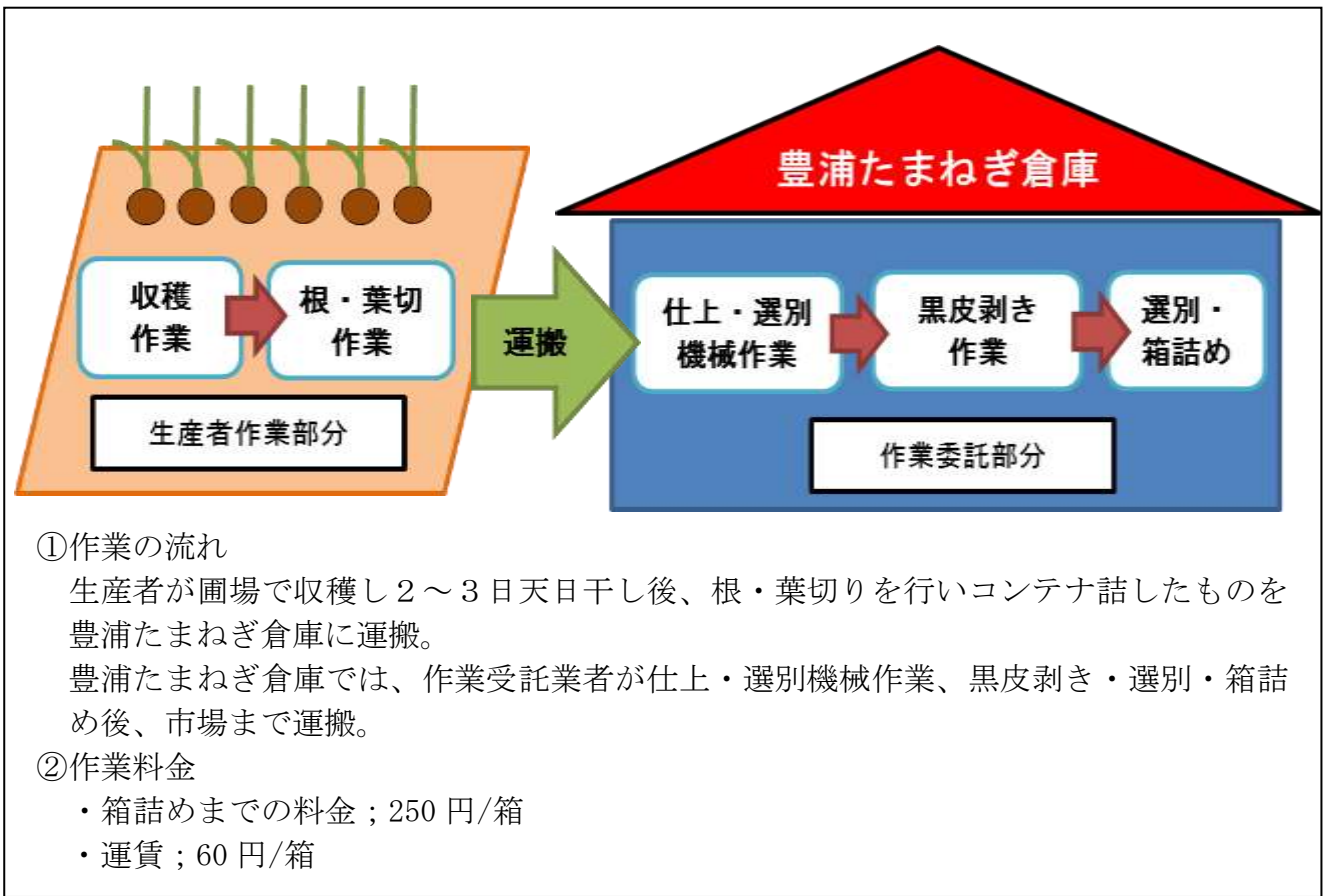 豊浦たまねぎ倉庫
収穫
作業
根・葉切
作業
運搬
仕上・選別
機械作業
黒皮剥き
作業
選別・
箱詰め
生産者作業部分
作業委託部分
①作業の流れ
生産者が圃場で収穫し２～３日天日干し後、根・葉切りを行いコンテナ詰したものを
豊浦たまねぎ倉庫に運搬。
豊浦たまねぎ倉庫では、作業受託業者が仕上・選別機械作業、黒皮剥き・選別・箱詰
め後、市場まで運搬。
②作業料金
・箱詰めまでの料金；250 円/箱
・運賃；60 円/箱